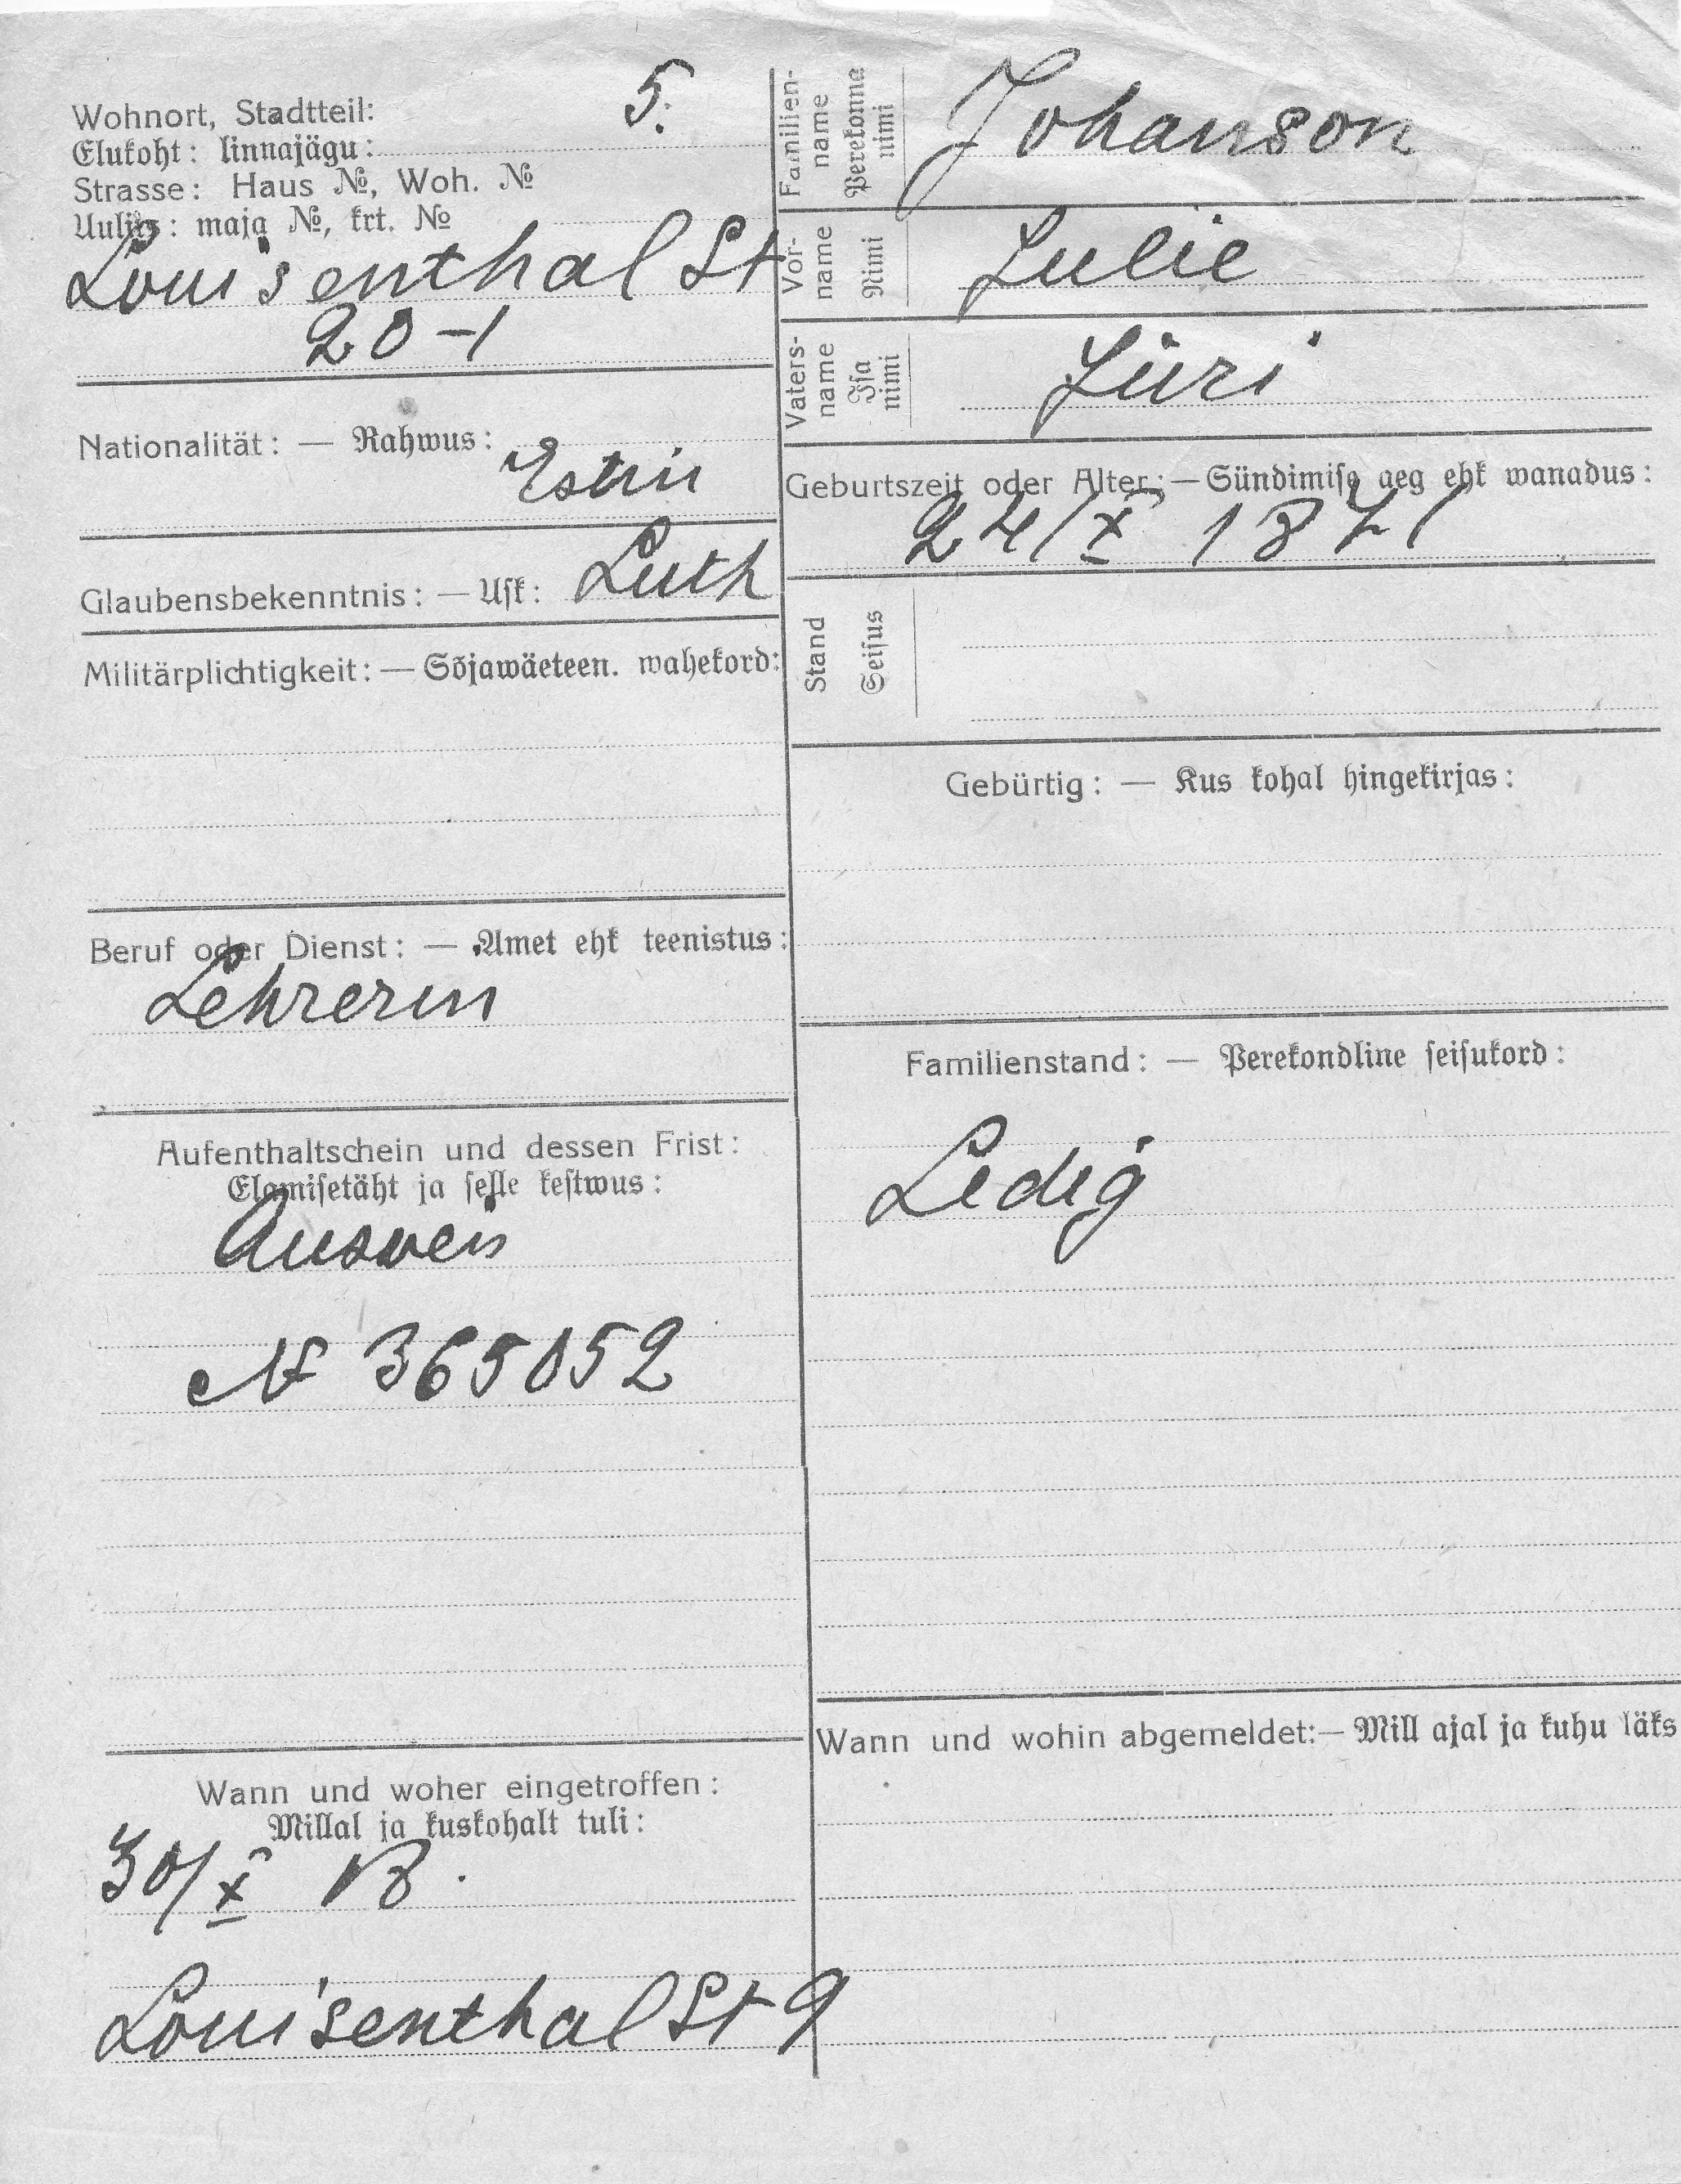 Wohnort, Stadtteil: 5.
Elukoht: linnajägu:
Strasse: Haus №, Woh. №
Uulits: maja №, krt. №
Louisenthal St
20-1
Nationalität: — Rahwus:
Estin
Glaubensbekenntnis: — Usk: Luth
Militärplichtigkeit: — Sõjawäeteen. wahekord:
Beruf oder Dienst: — Amet ehk teenistus:
Lehrerin
Aufenthaltschein und dessen Frist:
Elamisetäht ja selle kestwus:
Ausweis
№ 365052
Wann und woher eingetroffen:
Millal ja kuskohalt tuli:
30/X 18.
Louisenthal St 9
Familien-
name
Perekonna
nimi
Johanson
Vor-
name
Nimi
Julie
Vaters-
name
Isa
nimi
Jüri
Geburtszeit oder Alter: — Sündimise aeg ehk wanadus:
24/X 1871
Stand
Seisus
Gebürtig: — Kus kohal hingekirjas:
Familienstand: — Perekondline seisukord:
Ledig
Wann und wohin abgemeldet: — Mill ajal ja kuhu läks